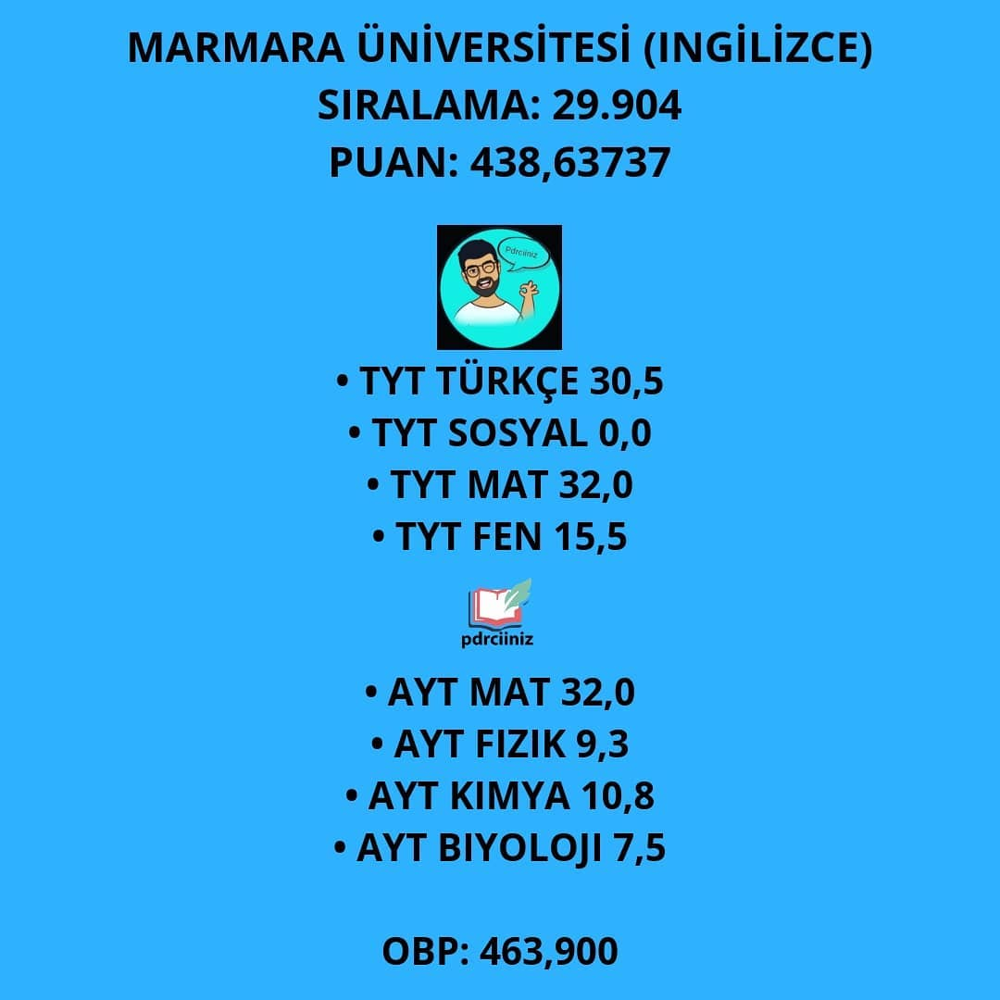 MARMARA ÜNİVERSİTESİ (INGİLİZCE)
SIRALAMA: 29.904
PUAN: 438,63737
Pdrciiniz
• TYT TÜRKÇE 30,5
• TYT SOSYAL 0,0
• TYT MAT 32,0
• TYT FEN 15,5
pdrciiniz
• AYT MAT 32,0
• AYT FIZIK 9,3
• AYT KIMYA 10,8
• AYT BIYOLOJI 7,5
OBP: 463,900